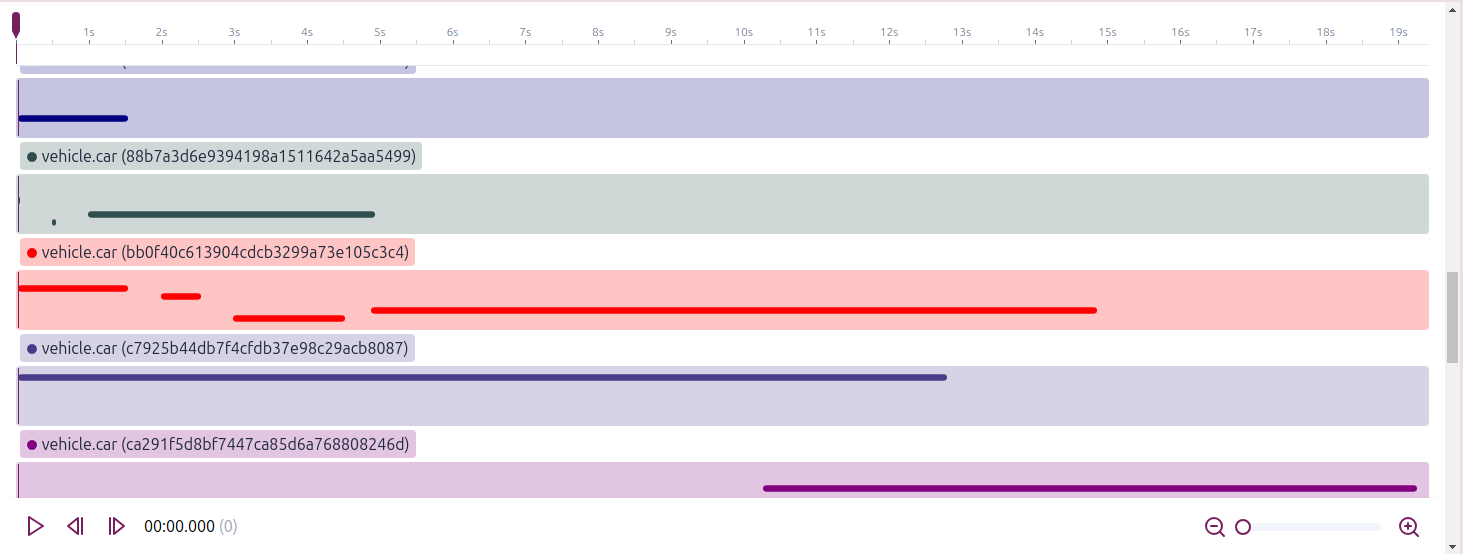 1s 2s 3s 4s 5s 6s 7s 8s 9s 10s 11s 12s 13s 14s 15s 16s 17s 18s 19s
vehicle.car (88b7a3d6e9394198a1511642a5aa5499)
vehicle.car (bb0f40c613904cdcb3299a73e105c3c4)
vehicle.car (c7925b44db7f4cfdb37e98c29acb8087)
vehicle.car (ca291f5d8bf7447ca85d6a768808246d)
00:00.000 (0)